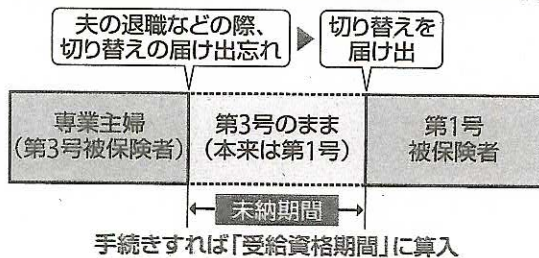 夫の退職などの際、
切り替えの届け出忘れ
切り替えを
届け出
専業主婦
(第3号被保険者)
第3号のまま
(本来は第1号)
第1号
被保険者
未納期間
手続きすれば「受給資格期間」に算入